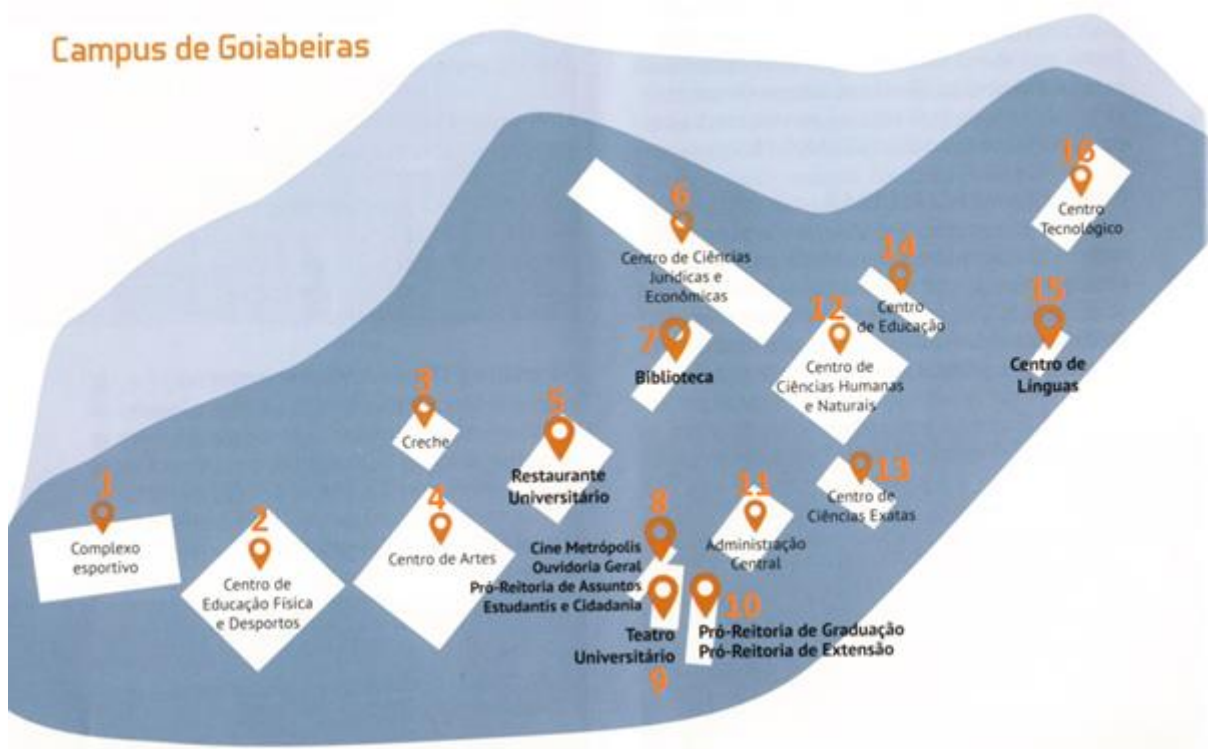 Campus de Goiabeiras
1
Complexo
esportivo
2
Centro de
Educação Física
e Desportos
3
Creche
4
Centro de Artes
5
Restaurante
Universitário
6
Centro de Ciências
Jurídicas e
Econômicas
7
Biblioteca
8
Cine Metrópolis
Ouvidoria Geral
Pró-Reitoria de Assuntos
Estudantis e Cidadania
Teatro
Universitário
9
10
Pró-Reitoria de Graduação
Pró-Reitoria de Extensão
11
Administração
Central
12
Centro de
Ciências Humanas
e Naturais
13
Centro de
Ciências Exatas
14
Centro
de Educação
15
Centro de
Línguas
16
Centro
Tecnológico